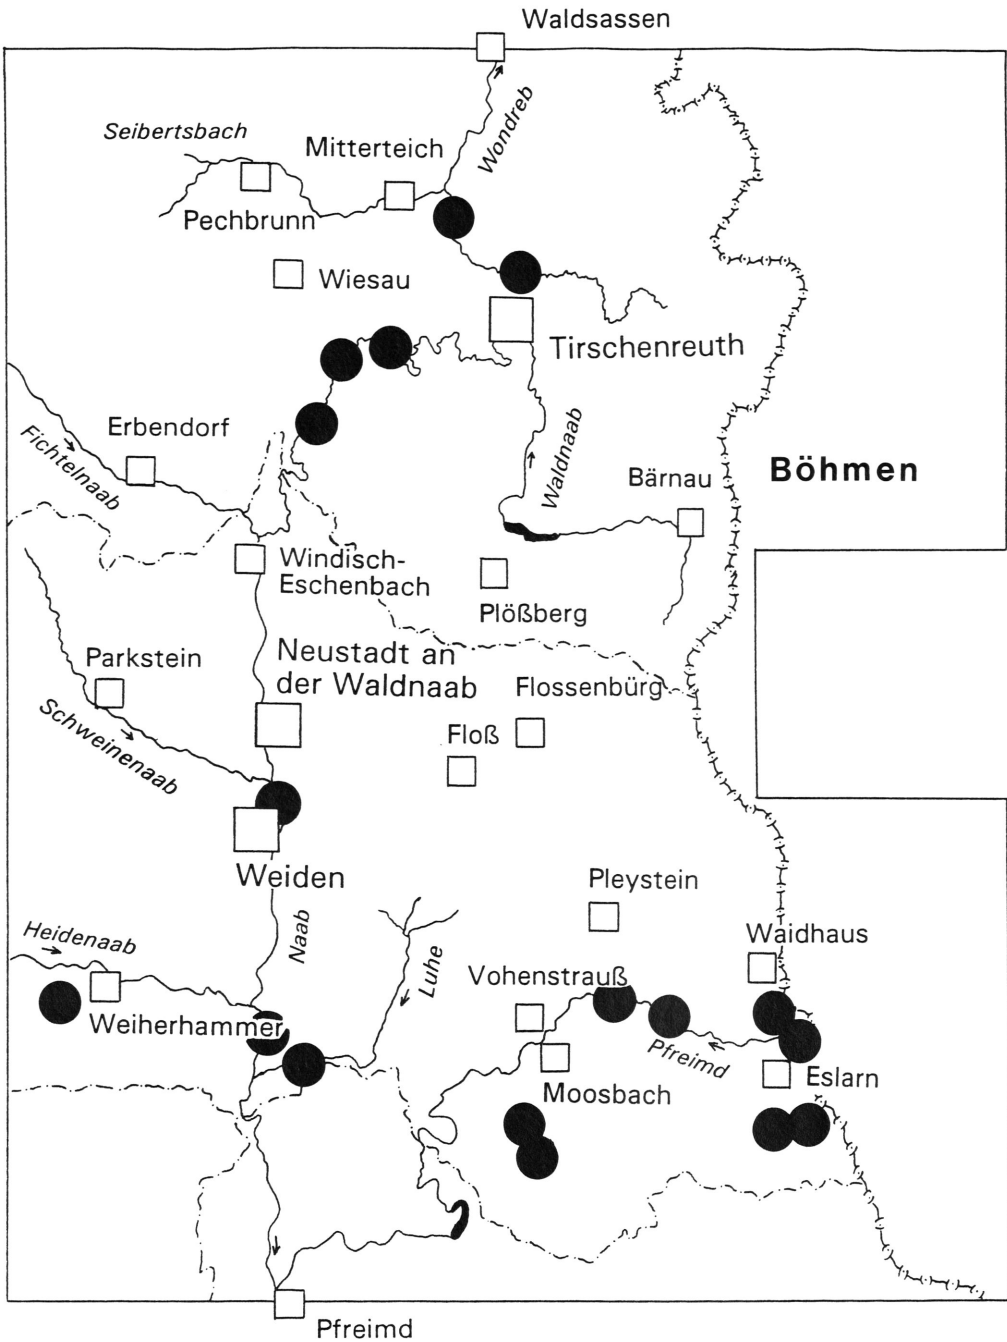 Waldsassen
Seibertsbach
Mitterteich
Wondreb
Pechbrunn
Wiesau
Tirschenreuth
Fichtelnaab
Erbendorf
Waldnaab
Bärnau
Böhmen
Windisch-
Eschenbach
Plößberg
Neustadt an
der Waldnaab
Parkstein
Flossenbürg
Floß
Schweinenaab
Weiden
Pleystein
Heidenaab
Naab
Luhe
Waidhaus
Vohenstrauß
Weiherhammer
Pfreimd
Moosbach
Eslarn
Pfreimd